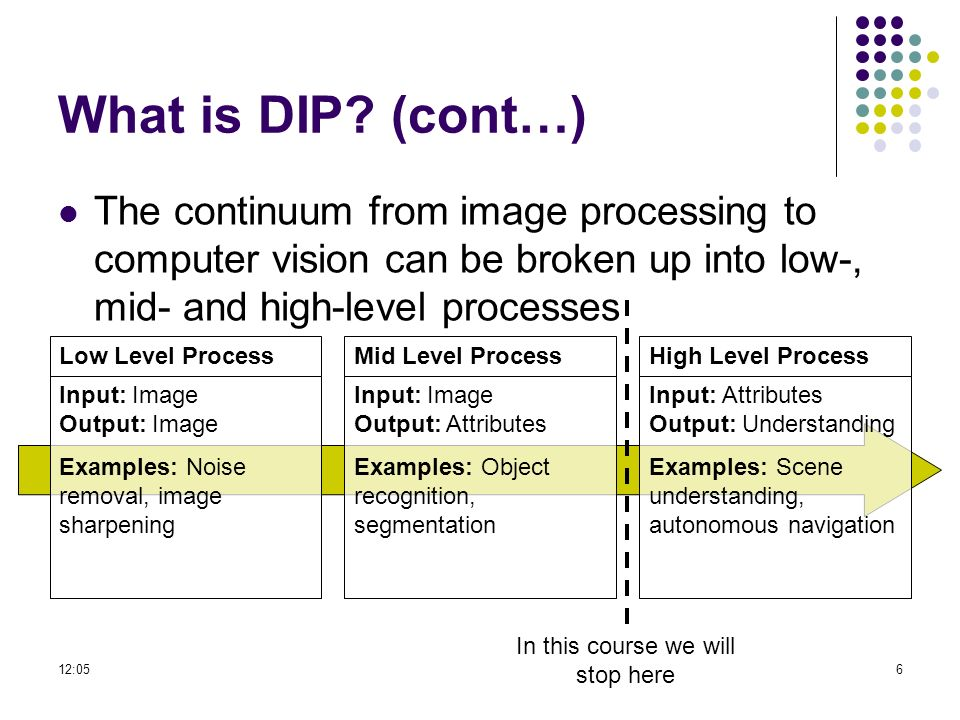 What is DIP? (cont…)
The continuum from image processing to
computer vision can be broken up into low-,
mid- and high-level processes
Low Level Process
Input: Image
Output: Image
Examples: Noise
removal, image
sharpening
Mid Level Process
Input: Image
Output: Attributes
Examples: Object
recognition,
segmentation
High Level Process
Input: Attributes
Output: Understanding
Examples: Scene
understanding,
autonomous navigation
In this course we will
stop here
12:05
6